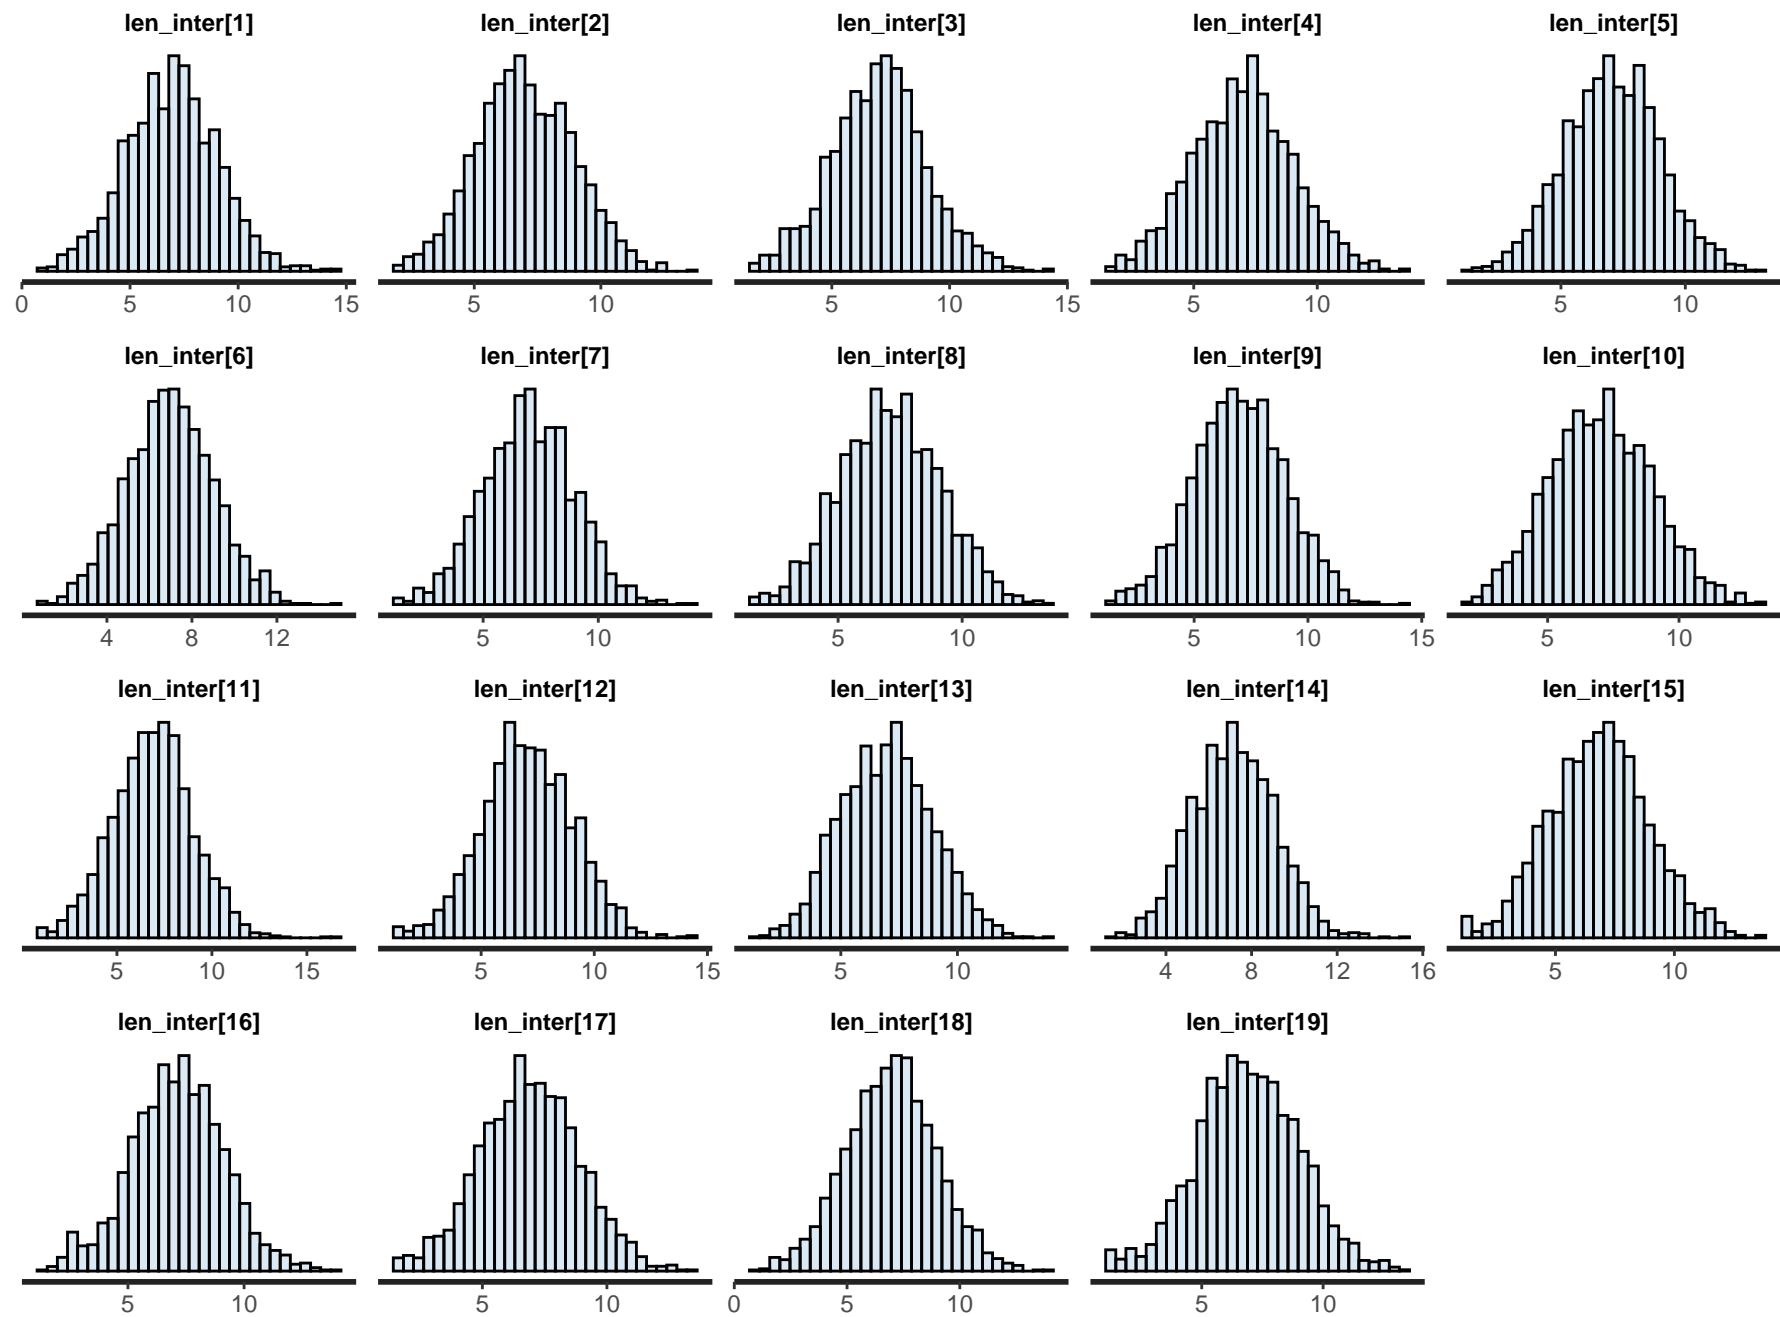 len_inter[1] len_inter[2] len_inter[3] len_inter[4] len_inter[5]
0 5 10 15 5 10 5 10 15 5 10 5 10
len_inter[6] len_inter[7] len_inter[8] len_inter[9] len_inter[10]
4 8 12 5 10 5 10 5 10 15 5 10
len_inter[11] len_inter[12] len_inter[13] len_inter[14] len_inter[15]
5 10 15 5 10 15 5 10 4 8 12 16 5 10
len_inter[16] len_inter[17] len_inter[18] len_inter[19]
5 10 5 10 0 5 10 5 10